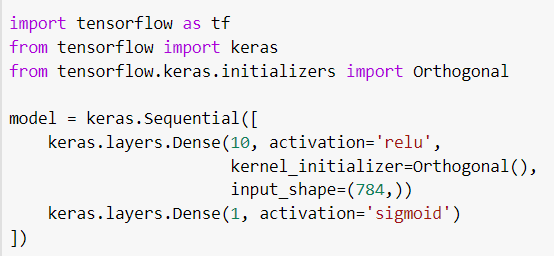 import tensorflow as tf
from tensorflow import keras
from tensorflow.keras.initializers import Orthogonal

model = keras.Sequential([
    keras.layers.Dense(10, activation='relu',
                       kernel_initializer=Orthogonal(),
                       input_shape=(784,))
    keras.layers.Dense(1, activation='sigmoid')
])